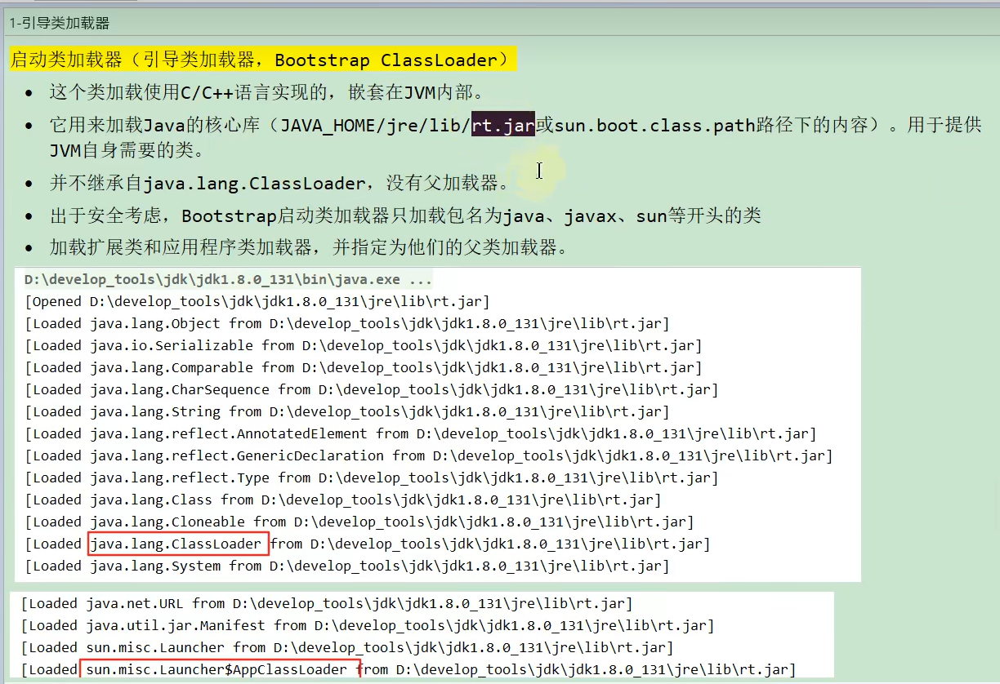 1-引导类加载器
启动类加载器（引导类加载器，Bootstrap ClassLoader）
• 这个类加载使用C/C++语言实现的，嵌套在JVM内部。
• 它用来加载Java的核心库（JAVA_HOME/jre/lib/rt.jar或sun.boot.class.path路径下的内容）。用于提供
JVM自身需要的类。
• 并不继承自java.lang.ClassLoader，没有父加载器。
• 出于安全考虑，Bootstrap启动类加载器只加载包名为java、javax、sun等开头的类
• 加载扩展类和应用程序类加载器，并指定为他们的父类加载器。
D:\develop_tools\jdk\jdk1.8.0_131\bin\java.exe ...
[Opened D:\develop_tools\jdk\jdk1.8.0_131\jre\lib\rt.jar]
[Loaded java.lang.Object from D:\develop_tools\jdk\jdk1.8.0_131\jre\lib\rt.jar]
[Loaded java.io.Serializable from D:\develop_tools\jdk\jdk1.8.0_131\jre\lib\rt.jar]
[Loaded java.lang.Comparable from D:\develop_tools\jdk\jdk1.8.0_131\jre\lib\rt.jar]
[Loaded java.lang.CharSequence from D:\develop_tools\jdk\jdk1.8.0_131\jre\lib\rt.jar]
[Loaded java.lang.String from D:\develop_tools\jdk\jdk1.8.0_131\jre\lib\rt.jar]
[Loaded java.lang.reflect.AnnotatedElement from D:\develop_tools\jdk\jdk1.8.0_131\jre\lib\rt.jar]
[Loaded java.lang.reflect.GenericDeclaration from D:\develop_tools\jdk\jdk1.8.0_131\jre\lib\rt.jar]
[Loaded java.lang.reflect.Type from D:\develop_tools\jdk\jdk1.8.0_131\jre\lib\rt.jar]
[Loaded java.lang.Class from D:\develop_tools\jdk\jdk1.8.0_131\jre\lib\rt.jar]
[Loaded java.lang.Cloneable from D:\develop_tools\jdk\jdk1.8.0_131\jre\lib\rt.jar]
[Loaded java.lang.ClassLoader from D:\develop_tools\jdk\jdk1.8.0_131\jre\lib\rt.jar]
[Loaded java.lang.System from D:\develop_tools\jdk\jdk1.8.0_131\jre\lib\rt.jar]
[Loaded java.net.URL from D:\develop_tools\jdk\jdk1.8.0_131\jre\lib\rt.jar]
[Loaded java.util.jar.Manifest from D:\develop_tools\jdk\jdk1.8.0_131\jre\lib\rt.jar]
[Loaded sun.misc.Launcher from D:\develop_tools\jdk\jdk1.8.0_131\jre\lib\rt.jar]
[Loaded sun.misc.Launcher$AppClassLoader from D:\develop_tools\jdk\jdk1.8.0_131\jre\lib\rt.jar]